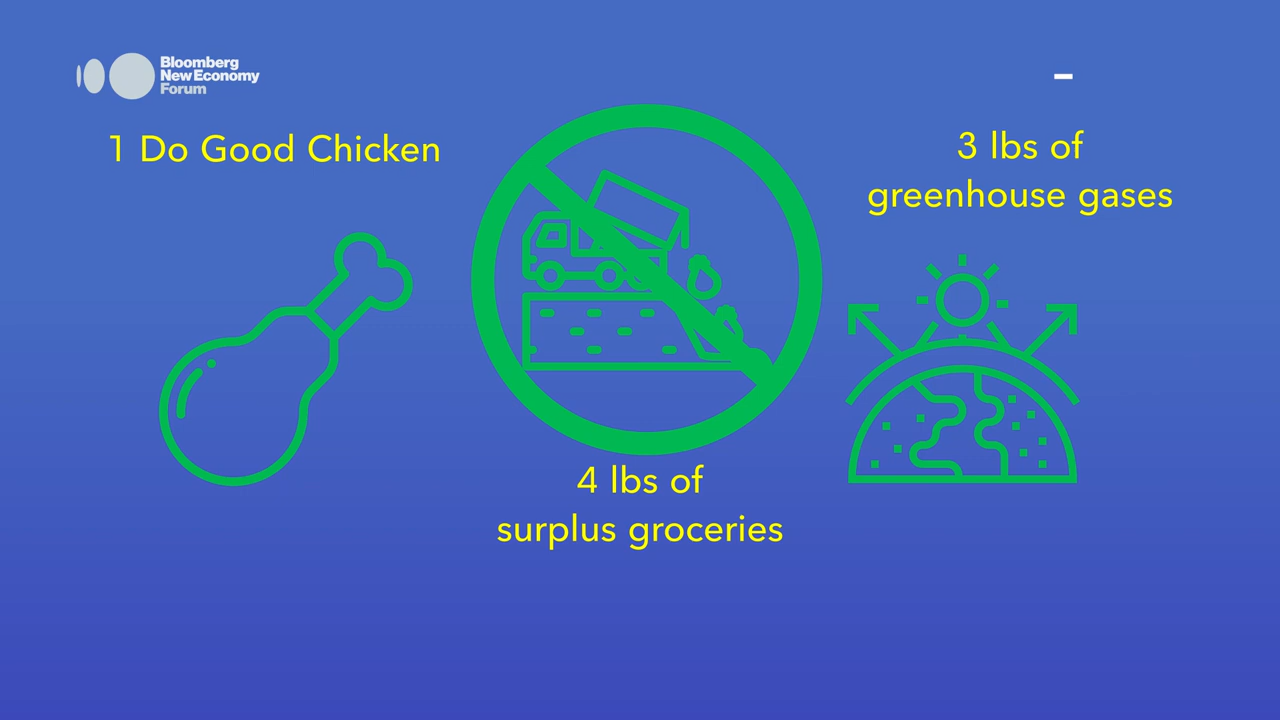 Bloomberg
New Economy
Forum
1 Do Good Chicken
3 lbs of
greenhouse gases
4 lbs of
surplus groceries